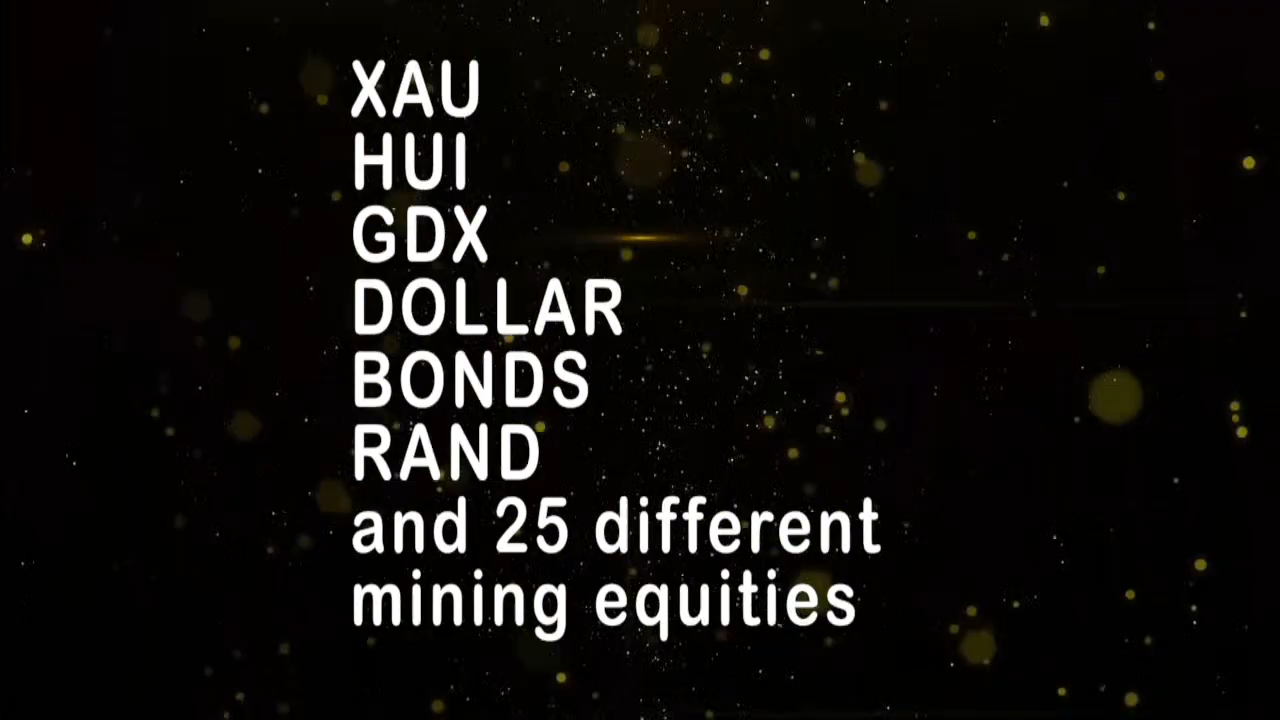 XAU
HUI
GDX
DOLLAR
BONDS
RAND
and 25 different
mining equities